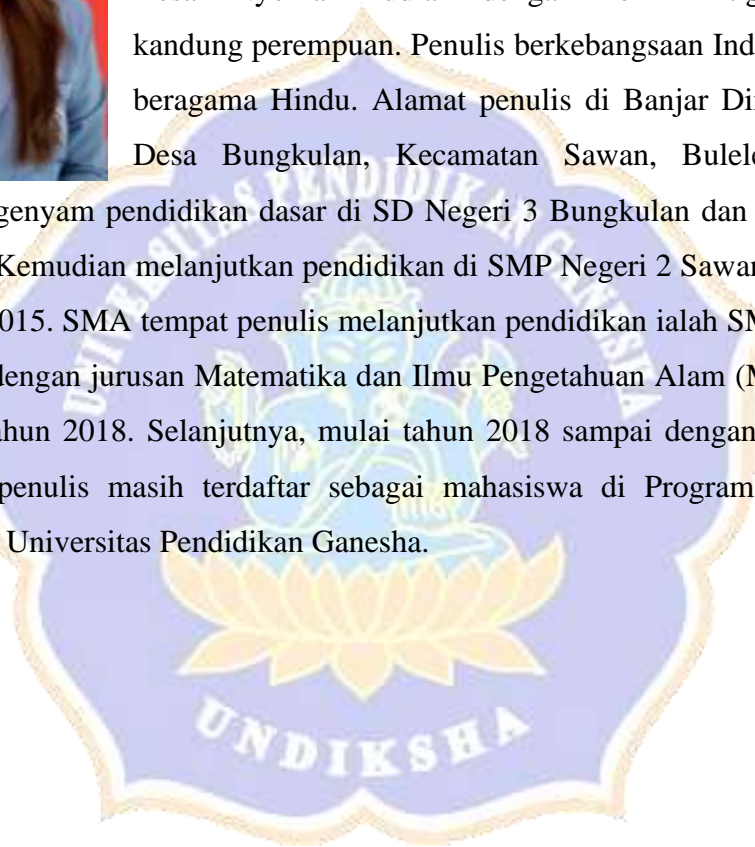 kandung perempuan. Penulis berkebangsaan Ind
beragama Hindu. Alamat penulis di Banjar Di
Desa Bungkulan, Kecamatan Sawan, Bulel
genyam pendidikan dasar di SD Negeri 3 Bungkulan dan
Kemudian melanjutkan pendidikan di SMP Negeri 2 Sawan
015. SMA tempat penulis melanjutkan pendidikan ialah SM
dengan jurusan Matematika dan Ilmu Pengetahuan Alam (M
ahun 2018. Selanjutnya, mulai tahun 2018 sampai dengan
penulis masih terdaftar sebagai mahasiswa di Program
Universitas Pendidikan Ganesha.
UNIVERSITAS PENDIDIKAN GANESHA
UNDIKSHA